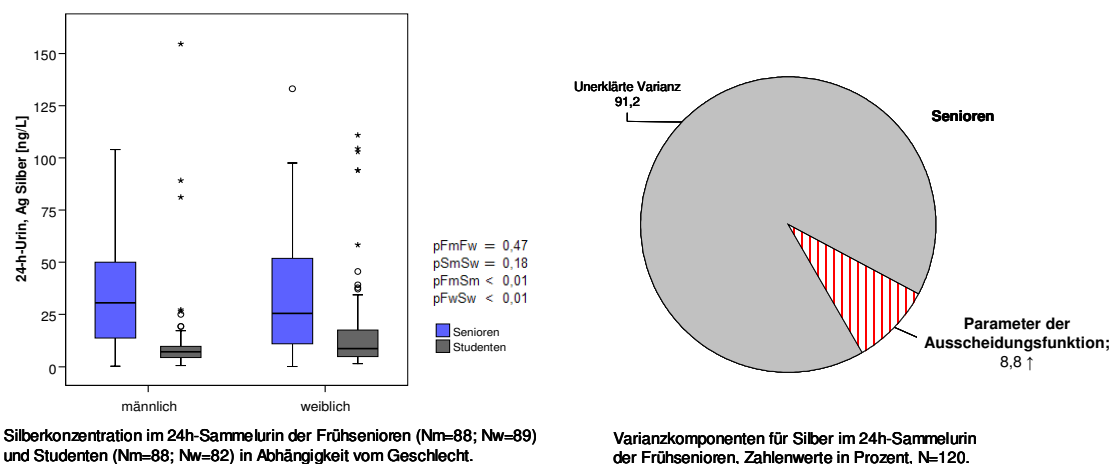 24-h-Urin, Ag Silber [ng/L]
150
125
100
75
50
25
0
männlich
weiblich
pFmFw = 0,47
pSmSw = 0,18
pFmSm < 0,01
pFwSw < 0,01
Senioren
Studenten
Silberkonzentration im 24h-Sammelurin der Frühsenioren (Nm=88; Nw=89)
und Studenten (Nm=88; Nw=82) in Abhängigkeit vom Geschlecht.
Unerklärte Varianz
91,2
Senioren
Parameter der
Ausscheidungsfunktion;
8,8 ↑
Varianzkomponenten für Silber im 24h-Sammelurin
der Frühsenioren, Zahlenwerte in Prozent, N=120.